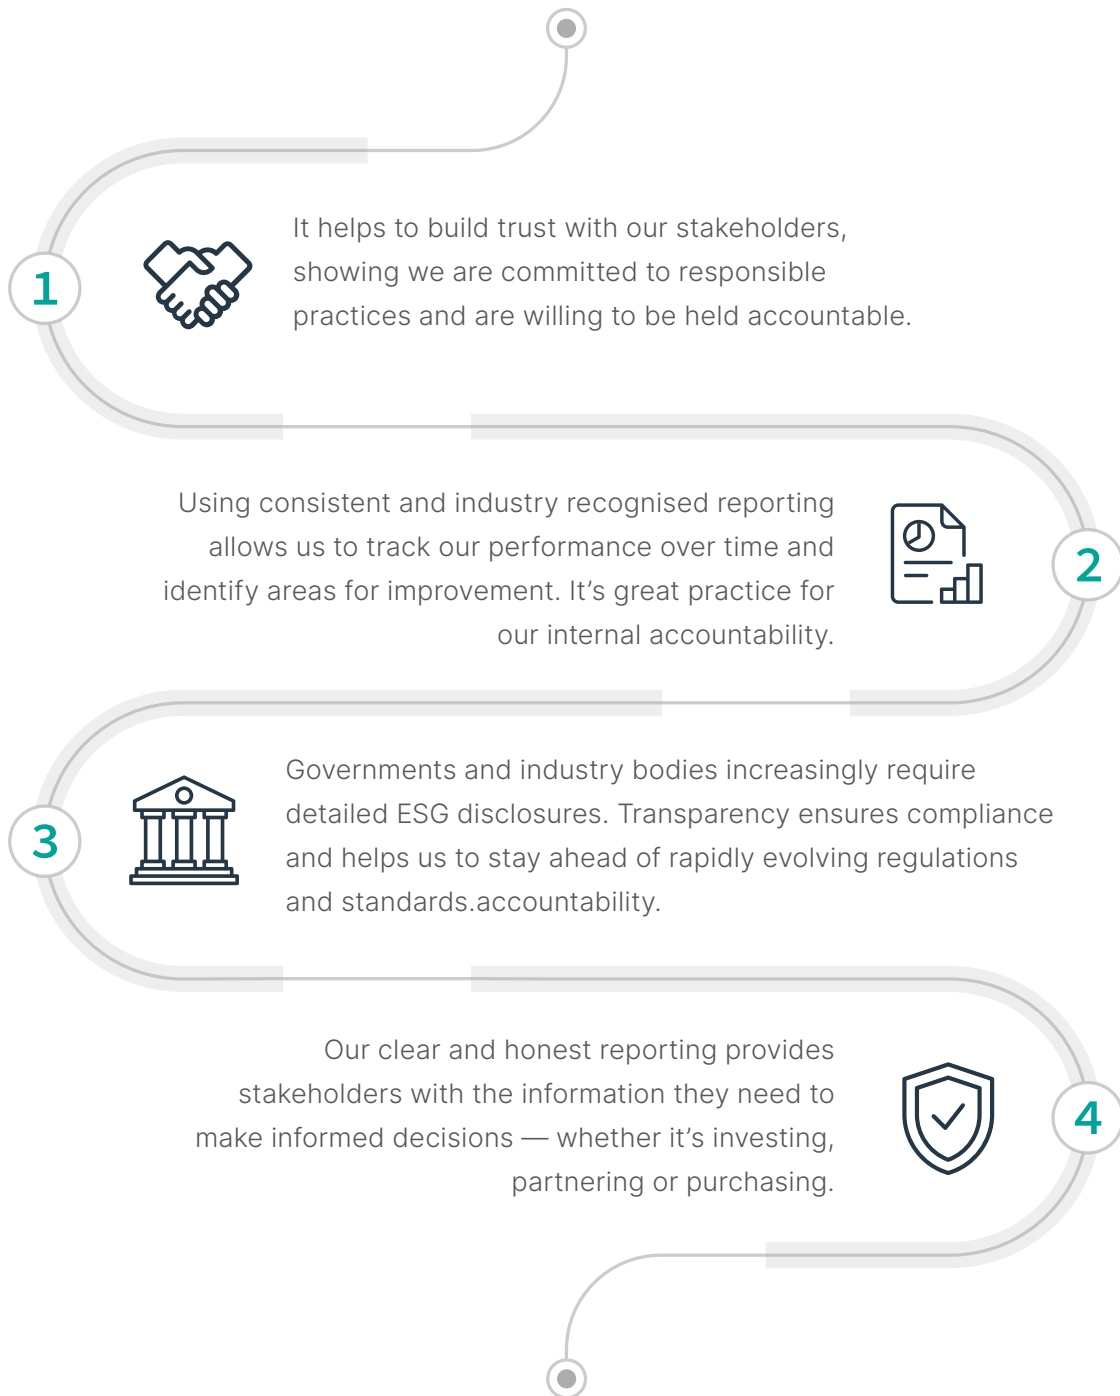 1
It helps to build trust with our stakeholders,
showing we are committed to responsible
practices and are willing to be held accountable.
Using consistent and industry recognised reporting
allows us to track our performance over time and
identify areas for improvement. It’s great practice for
our internal accountability.
2
3
Governments and industry bodies increasingly require
detailed ESG disclosures. Transparency ensures compliance
and helps us to stay ahead of rapidly evolving regulations
and standards.accountability.
Our clear and honest reporting provides
stakeholders with the information they need to
make informed decisions — whether it’s investing,
partnering or purchasing.
4